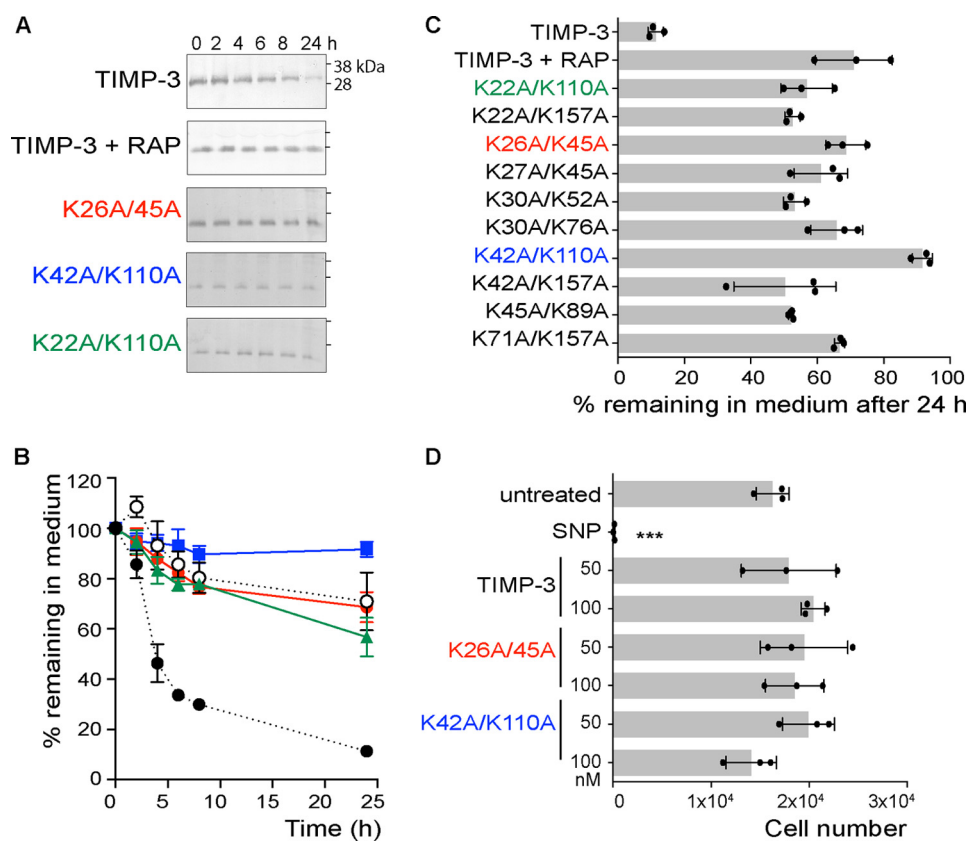 A
0 2 4 6 8 24 h
TIMP-3
38 kDa
28
TIMP-3 + RAP
K26A/45A
K42A/K110A
K22A/K110A
B
% remaining in medium
120
100
80
60
40
20
0
0 5 10 15 20 25
Time (h)
C
TIMP-3
TIMP-3 + RAP
K22A/K110A
K22A/K157A
K26A/K45A
K27A/K45A
K30A/K52A
K30A/K76A
K42A/K110A
K42A/K157A
K45A/K89A
K71A/K157A
0 20 40 60 80 100
% remaining in medium after 24 h
D
untreated
SNP
***
TIMP-3
50
100
K26A/45A
50
100
K42A/K110A
50
100
nM
0 1x10⁴ 2x10⁴ 3x10⁴
Cell number